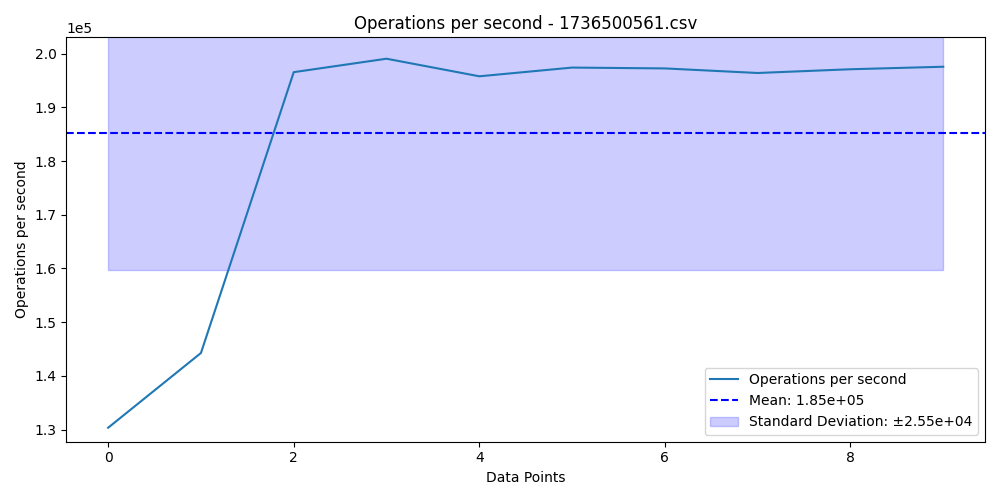 Operations per second - 1736500561.csv
1e5
2.0
1.9
1.8
1.7
1.6
1.5
1.4
1.3
Operations per second
0 2 4 6 8
Data Points
Operations per second
Mean: 1.85e+05
Standard Deviation: ±2.55e+04